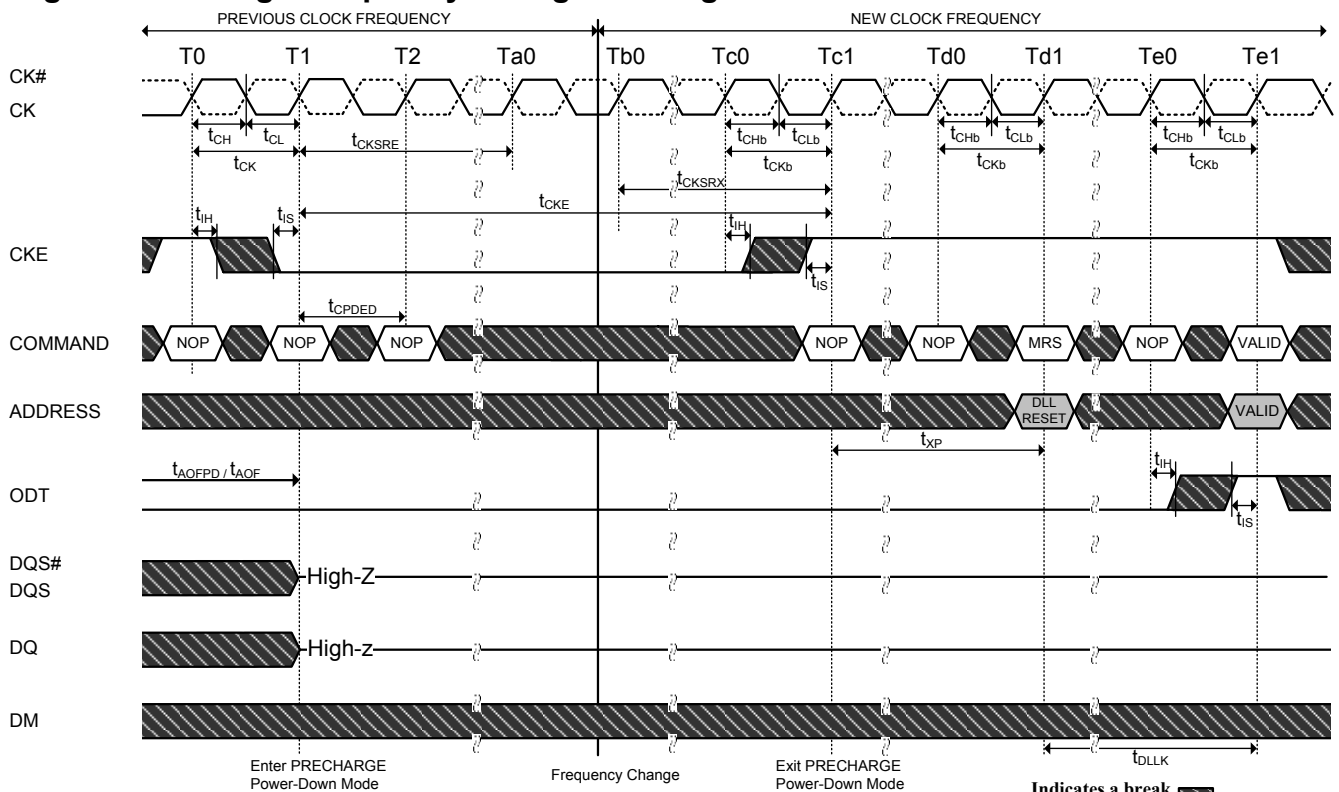 PREVIOUS CLOCK FREQUENCY NEW CLOCK FREQUENCY
T0 T1 T2 Ta0 Tb0 Tc0 Tc1 Td0 Td1 Te0 Te1
CK#
CK
tCH tCL tCHb tCLb tCHb tCLb tCHb tCLb
tCK tCKSRE tCKb tCKb tCKb
tCKSRX
tCKE
tIH tIS tIH
CKE
tIS
tCPDED
COMMAND NOP NOP NOP NOP NOP MRS NOP VALID
ADDRESS DLL RESET VALID
tXP
tAOFPD / tAOF tIH
ODT
tIS
DQS#
DQS
High-Z
DQ High-z
DM
tDLLK
Enter PRECHARGE
Power-Down Mode
Frequency Change
Exit PRECHARGE
Power-Down Mode
Indicates a break